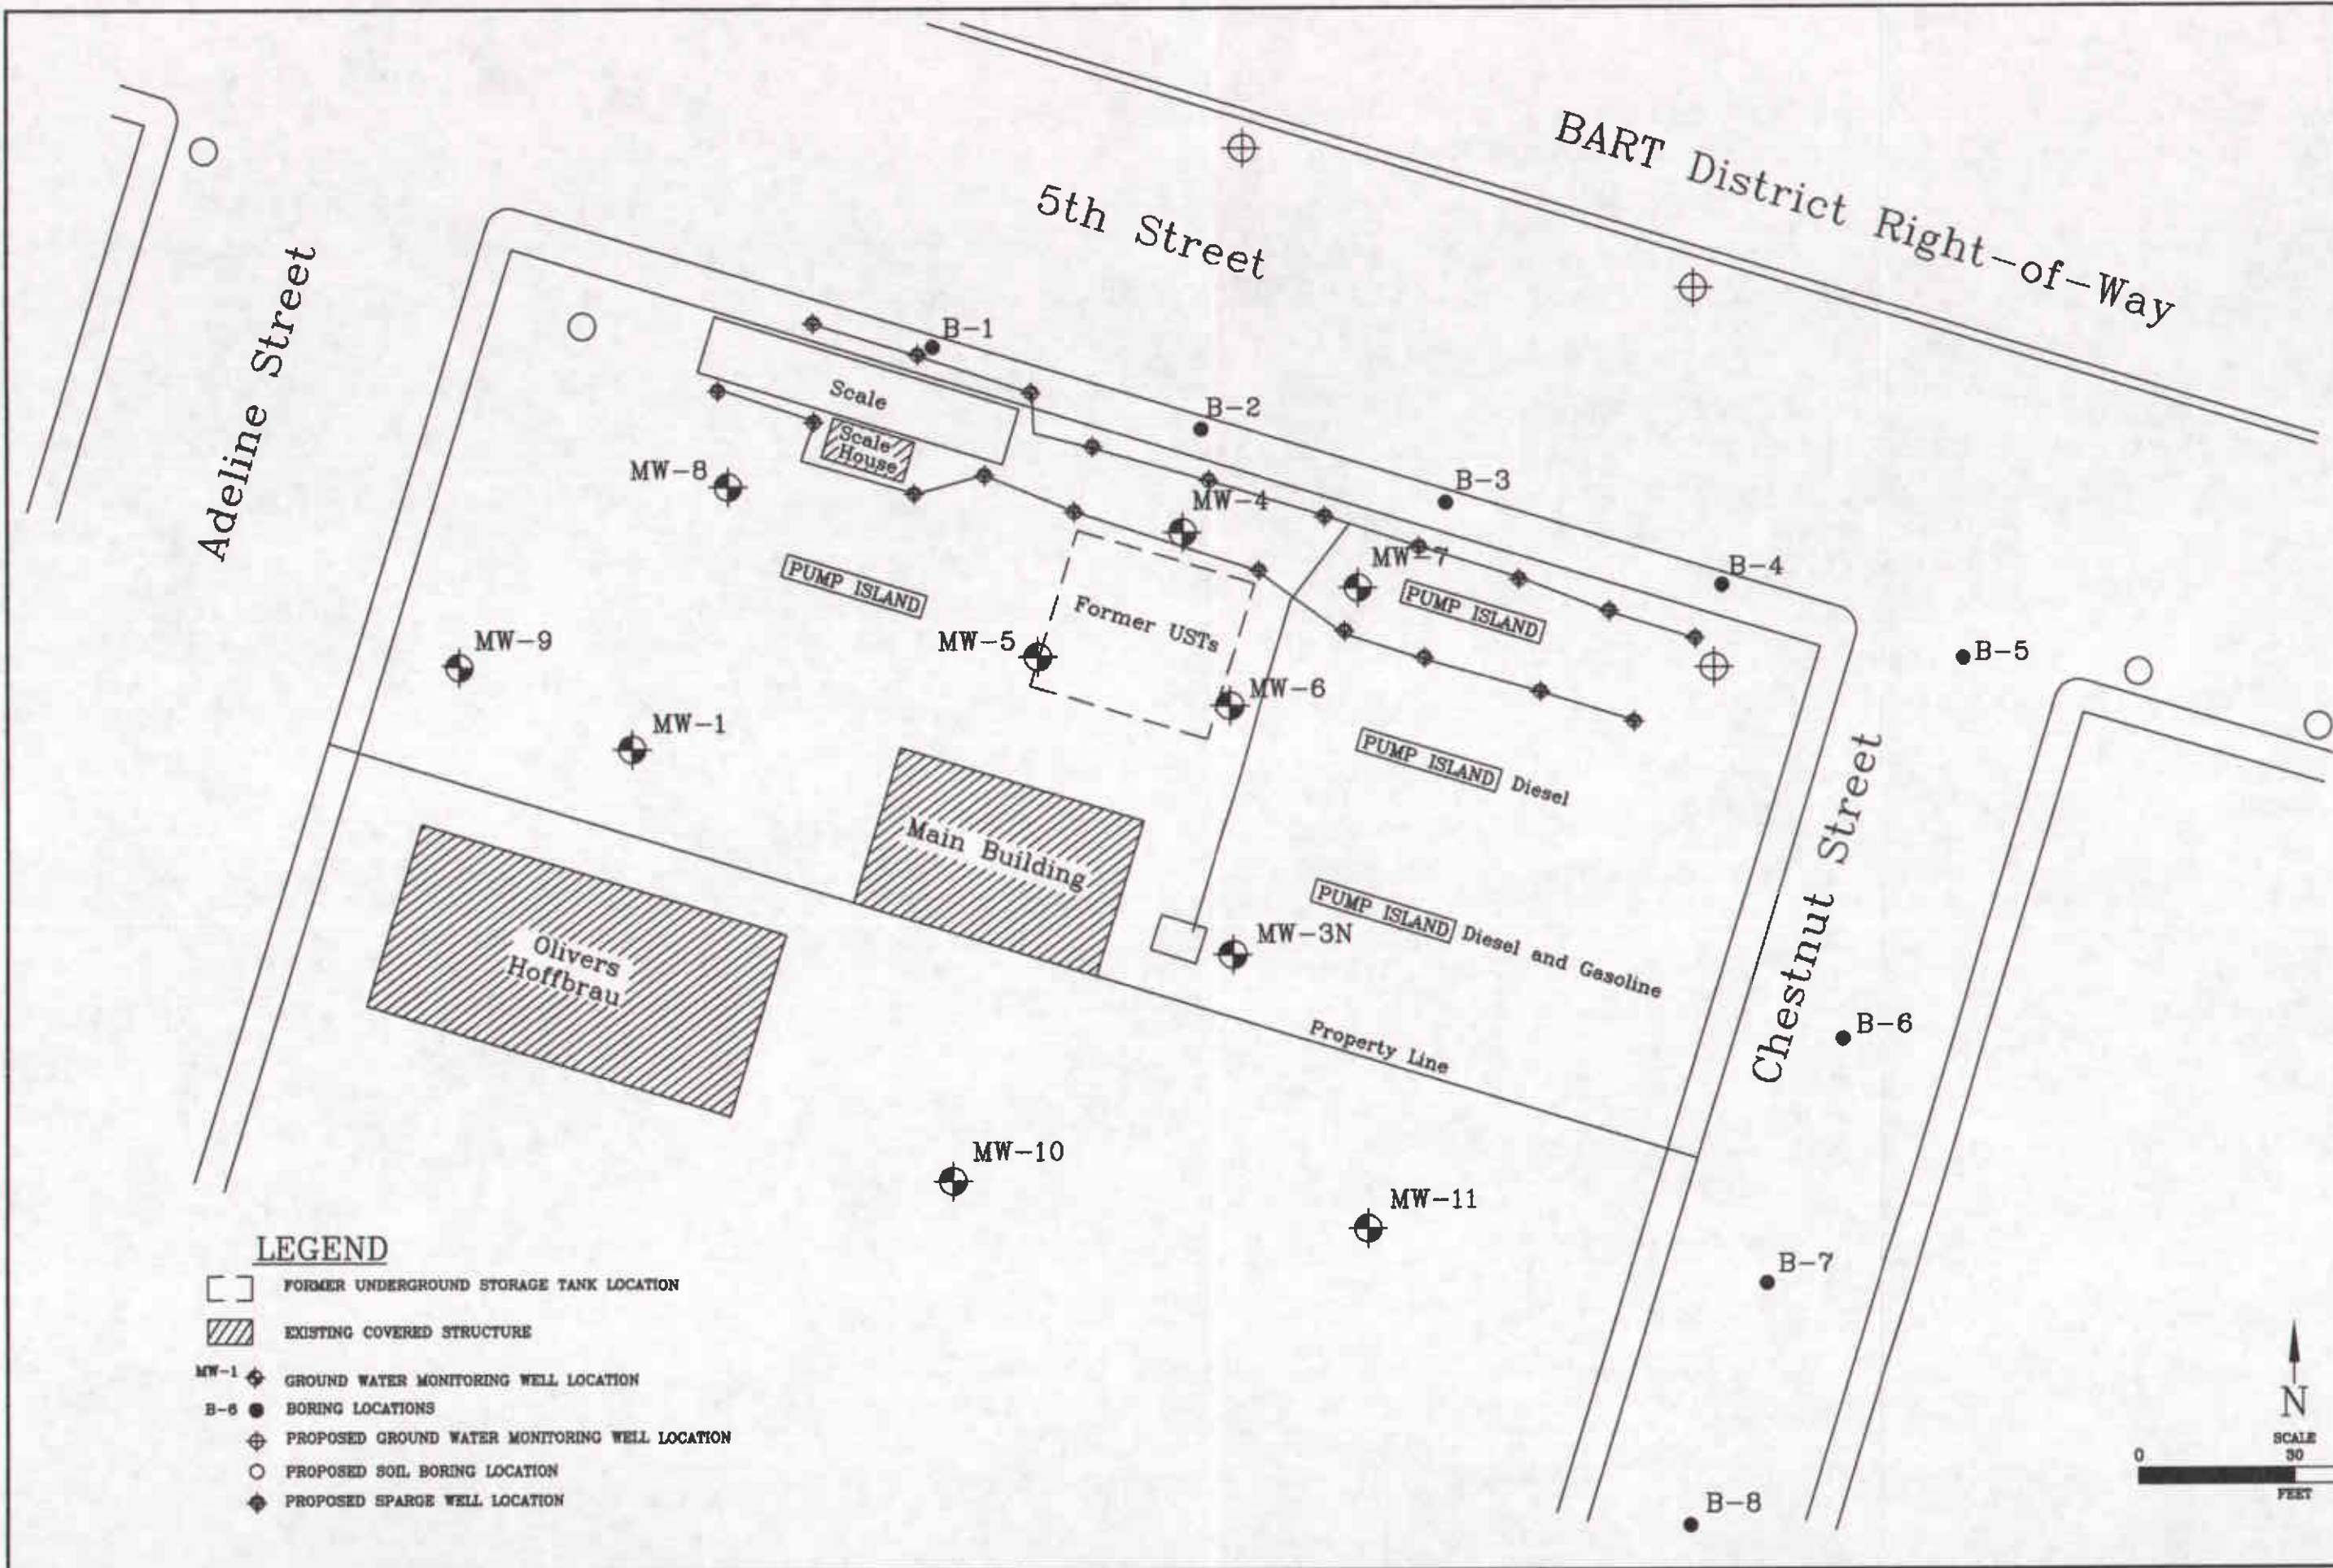 BART District Right-of-Way
5th Street
Adeline Street
B-1
Scale
B-2
Scale
House
MW-8
MW-4
B-3
MW-7
B-4
PUMP ISLAND
PUMP ISLAND
Former USTs
MW-5
MW-9
B-5
MW-6
MW-1
PUMP ISLAND Diesel
Main Building
Chestnut Street
PUMP ISLAND Diesel and Gasoline
MW-3N
Olivers
Hoffbrau
Property Line
B-6
MW-10
MW-11
B-7
B-8
LEGEND
FORMER UNDERGROUND STORAGE TANK LOCATION
EXISTING COVERED STRUCTURE
MW-1 GROUND WATER MONITORING WELL LOCATION
B-6 BORING LOCATIONS
PROPOSED GROUND WATER MONITORING WELL LOCATION
PROPOSED SOIL BORING LOCATION
PROPOSED SPARGE WELL LOCATION
N
SCALE
0 30
FEET